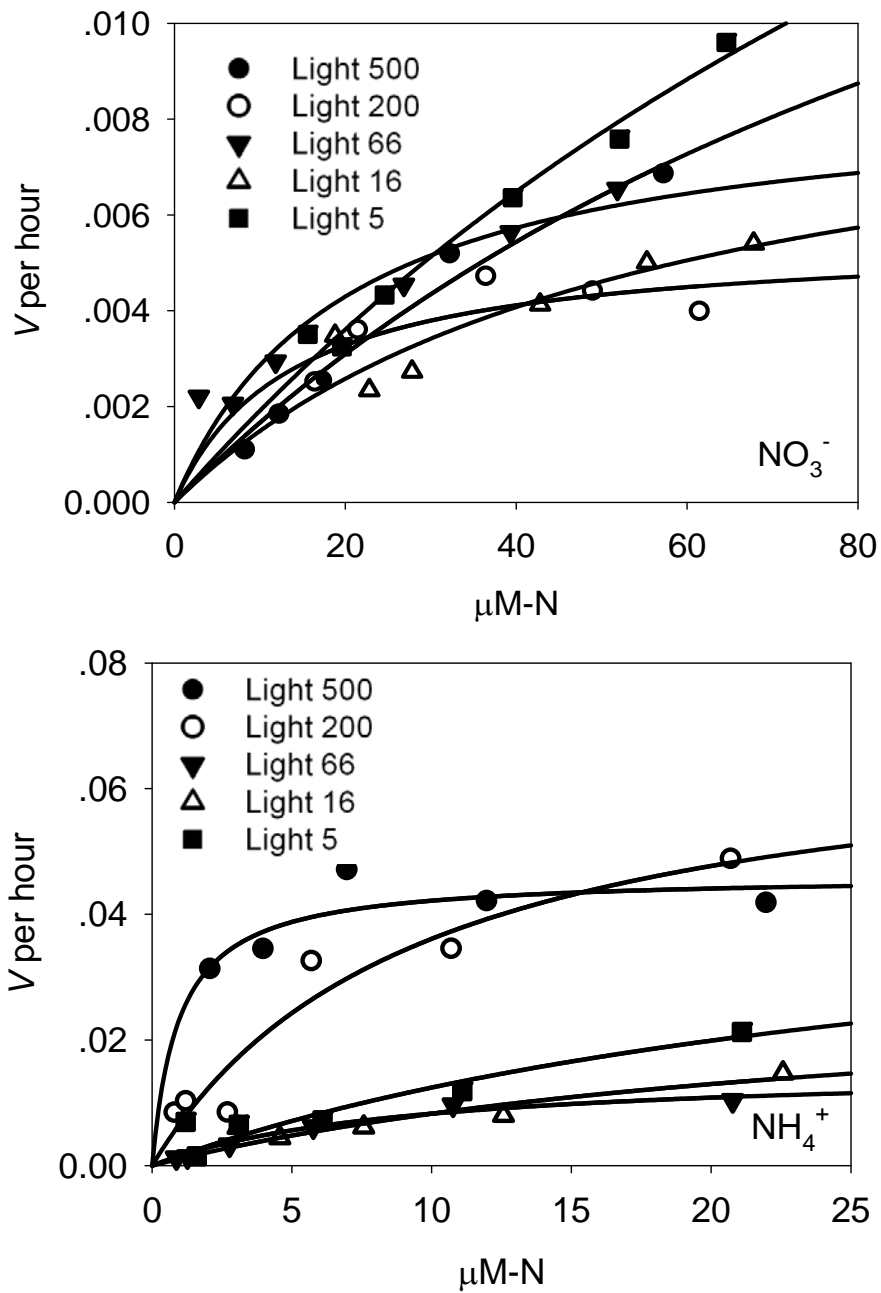 .010
.008
.006
.004
.002
0.000
V per hour
Light 500
Light 200
Light 66
Light 16
Light 5
NO₃⁻
0 20 40 60 80
μM-N
.08
.06
.04
.02
0.00
V per hour
Light 500
Light 200
Light 66
Light 16
Light 5
NH₄⁺
0 5 10 15 20 25
μM-N